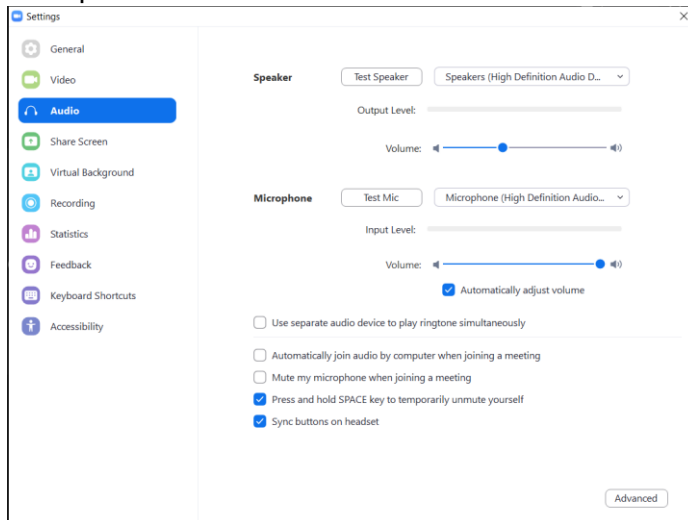 Settings
General
Video
Audio
Share Screen
Virtual Background
Recording
Statistics
Feedback
Keyboard Shortcuts
Accessibility
Speaker
Test Speaker
Speakers (High Definition Audio D...
Output Level:
Volume:
Microphone
Test Mic
Microphone (High Definition Audio...
Input Level:
Volume:
Automatically adjust volume
Use separate audio device to play ringtone simultaneously
Automatically join audio by computer when joining a meeting
Mute my microphone when joining a meeting
Press and hold SPACE key to temporarily unmute yourself
Sync buttons on headset
Advanced